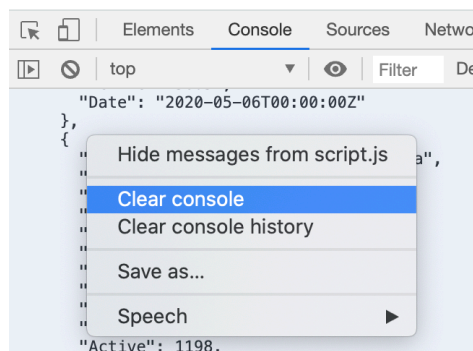 Elements Console Sources Netwo
top Filter De
"Date": "2020-05-06T00:00:00Z"
},
{
" a",
Hide messages from script.js
"
Clear console
"
Clear console history
"
Save as...
"
Speech
"
"Active": 1198,